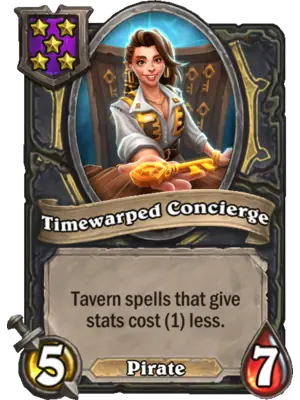 Timewarped Concierge
Tavern spells that give
stats cost (1) less.
5
Pirate
7